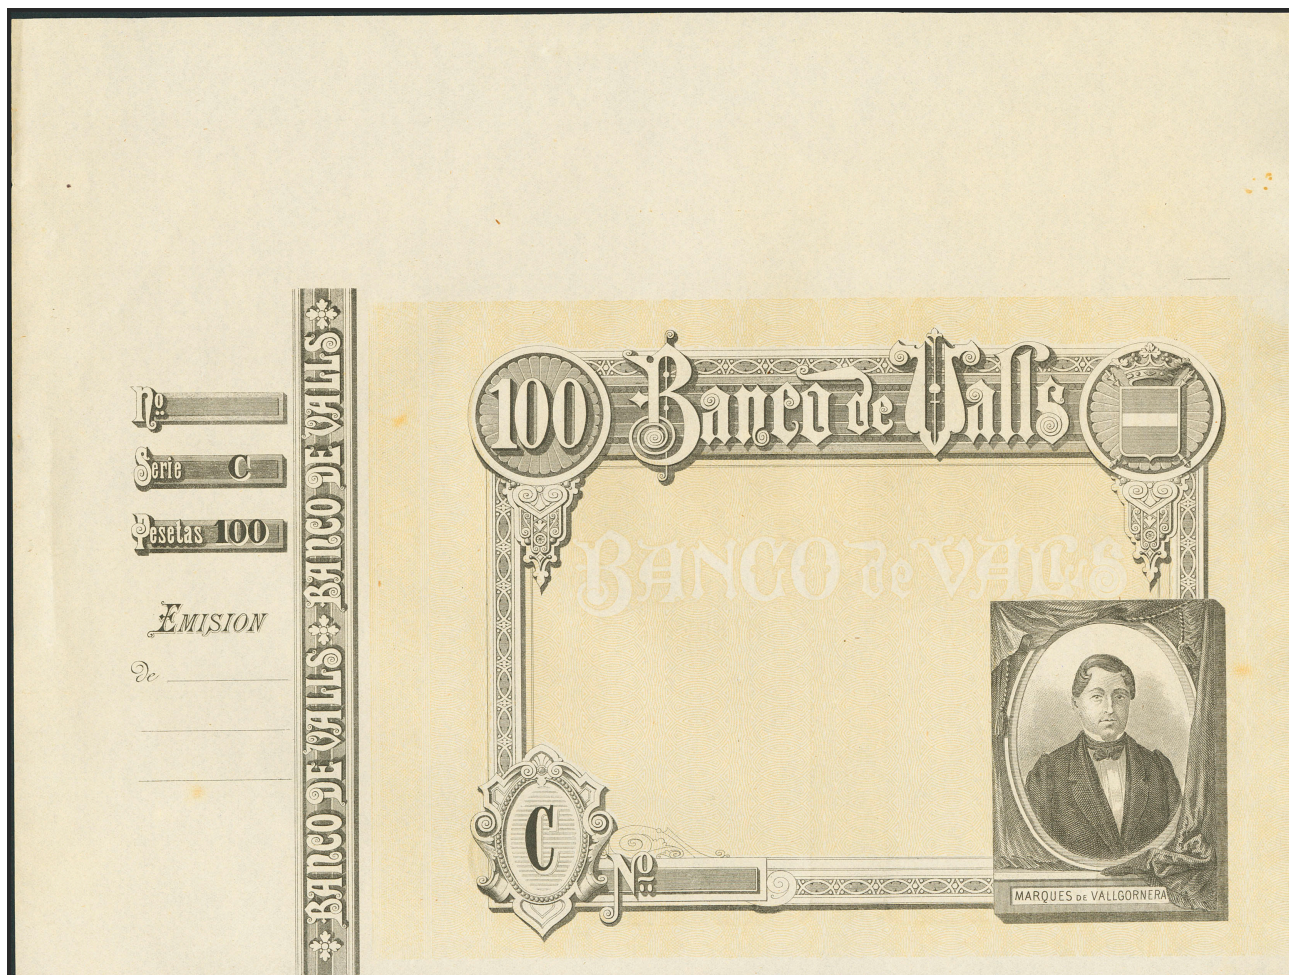 Nº
Serie C
Pesetas 100
EMISION
de
BANCO DE VALLS BANCO DE VALLS
100 Banco de Valls
BANCO de VALLS
C
Nº
MARQUES DE VALLGORNERA